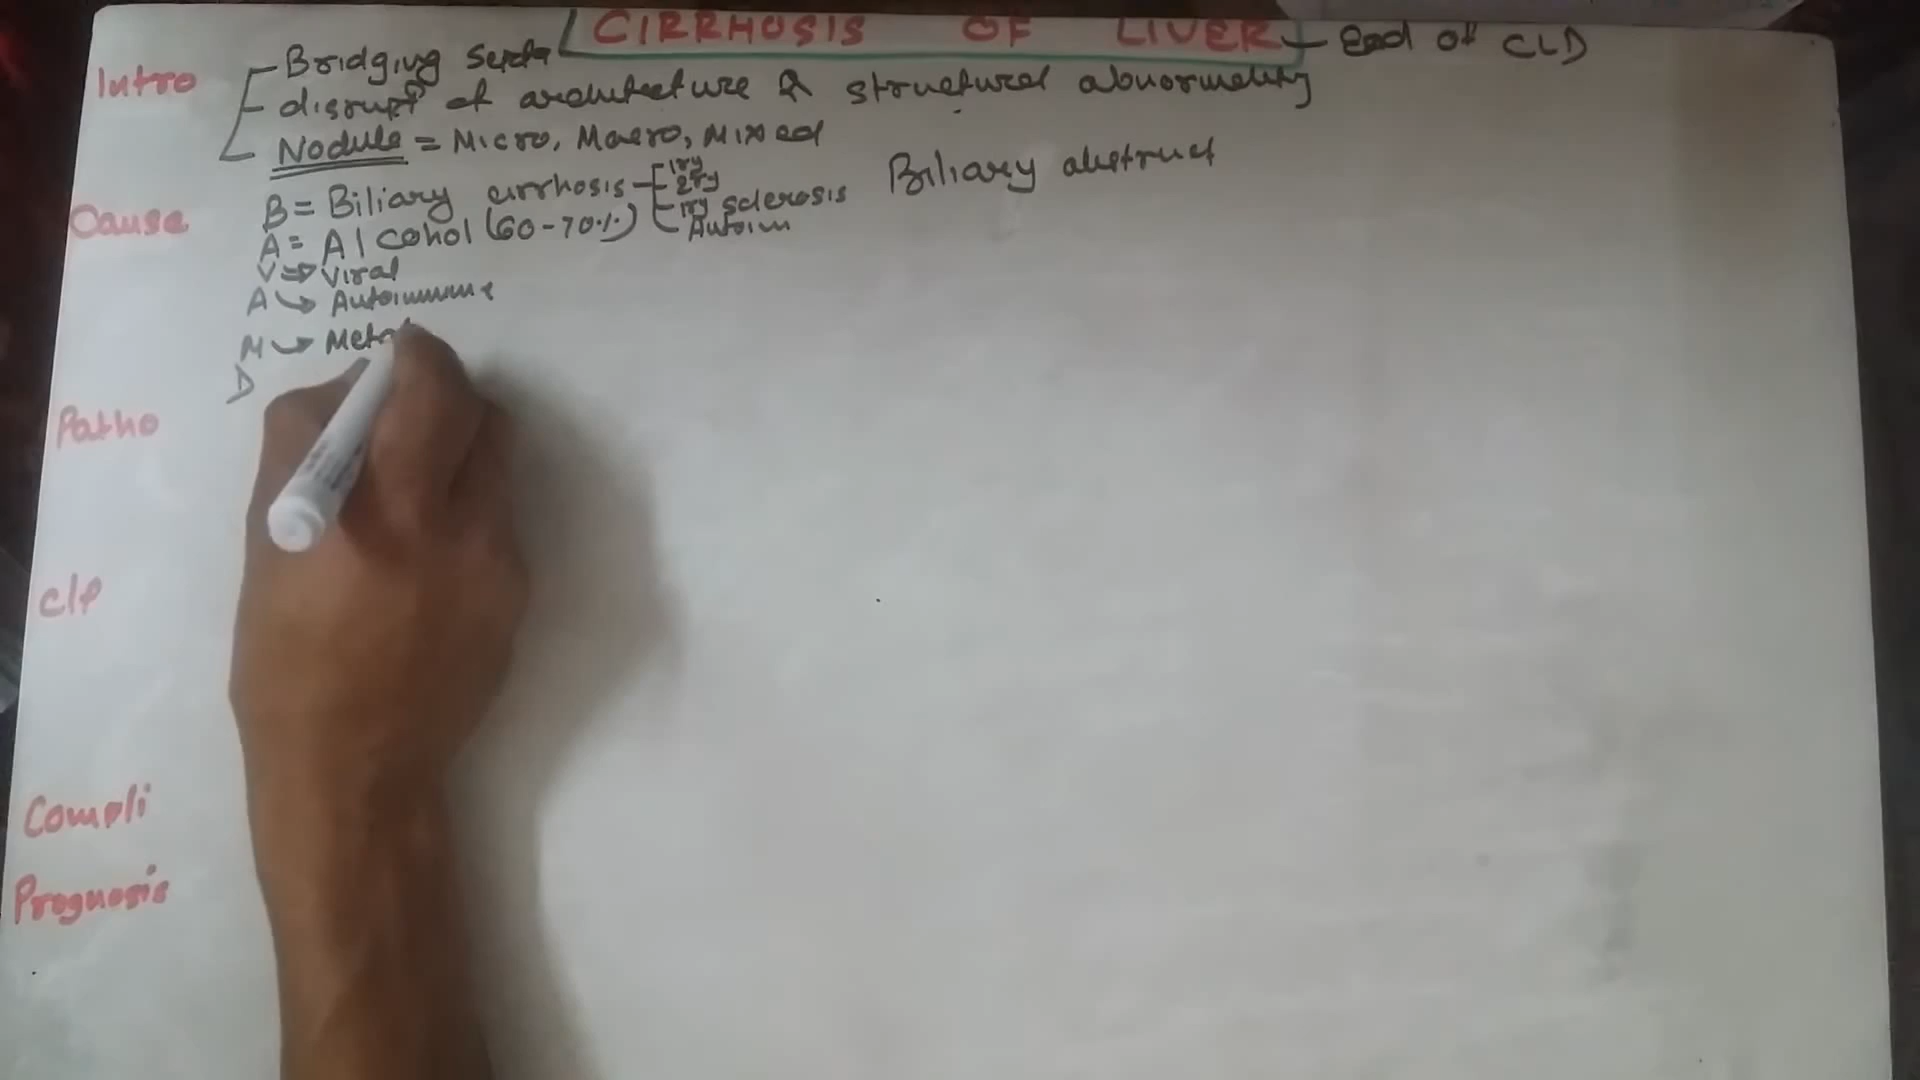 CIRRHOSIS OF LIVER — End of CLD
Intro
Bridging Septa
disrupt of architecture & structural abnormality
Nodule = Micro, Macro, Mixed
Cause
B = Biliary cirrhosis - 1ry
2ry
1ry sclerosis
Autoim
Biliary abstruct
A = Alcohol (60-70%)
V => Viral
A → Autoimmune
M → Meta
D
Patho
C/P
Compli
Prognosis